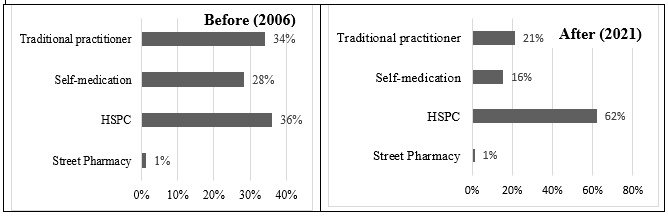 Before (2006)
Traditional practitioner 34%
Self-medication 28%
HSPC 36%
Street Pharmacy 1%
0% 10% 20% 30% 40%
After (2021)
Traditional practitioner 21%
Self-medication 16%
HSPC 62%
Street Pharmacy 1%
0% 20% 40% 60% 80%